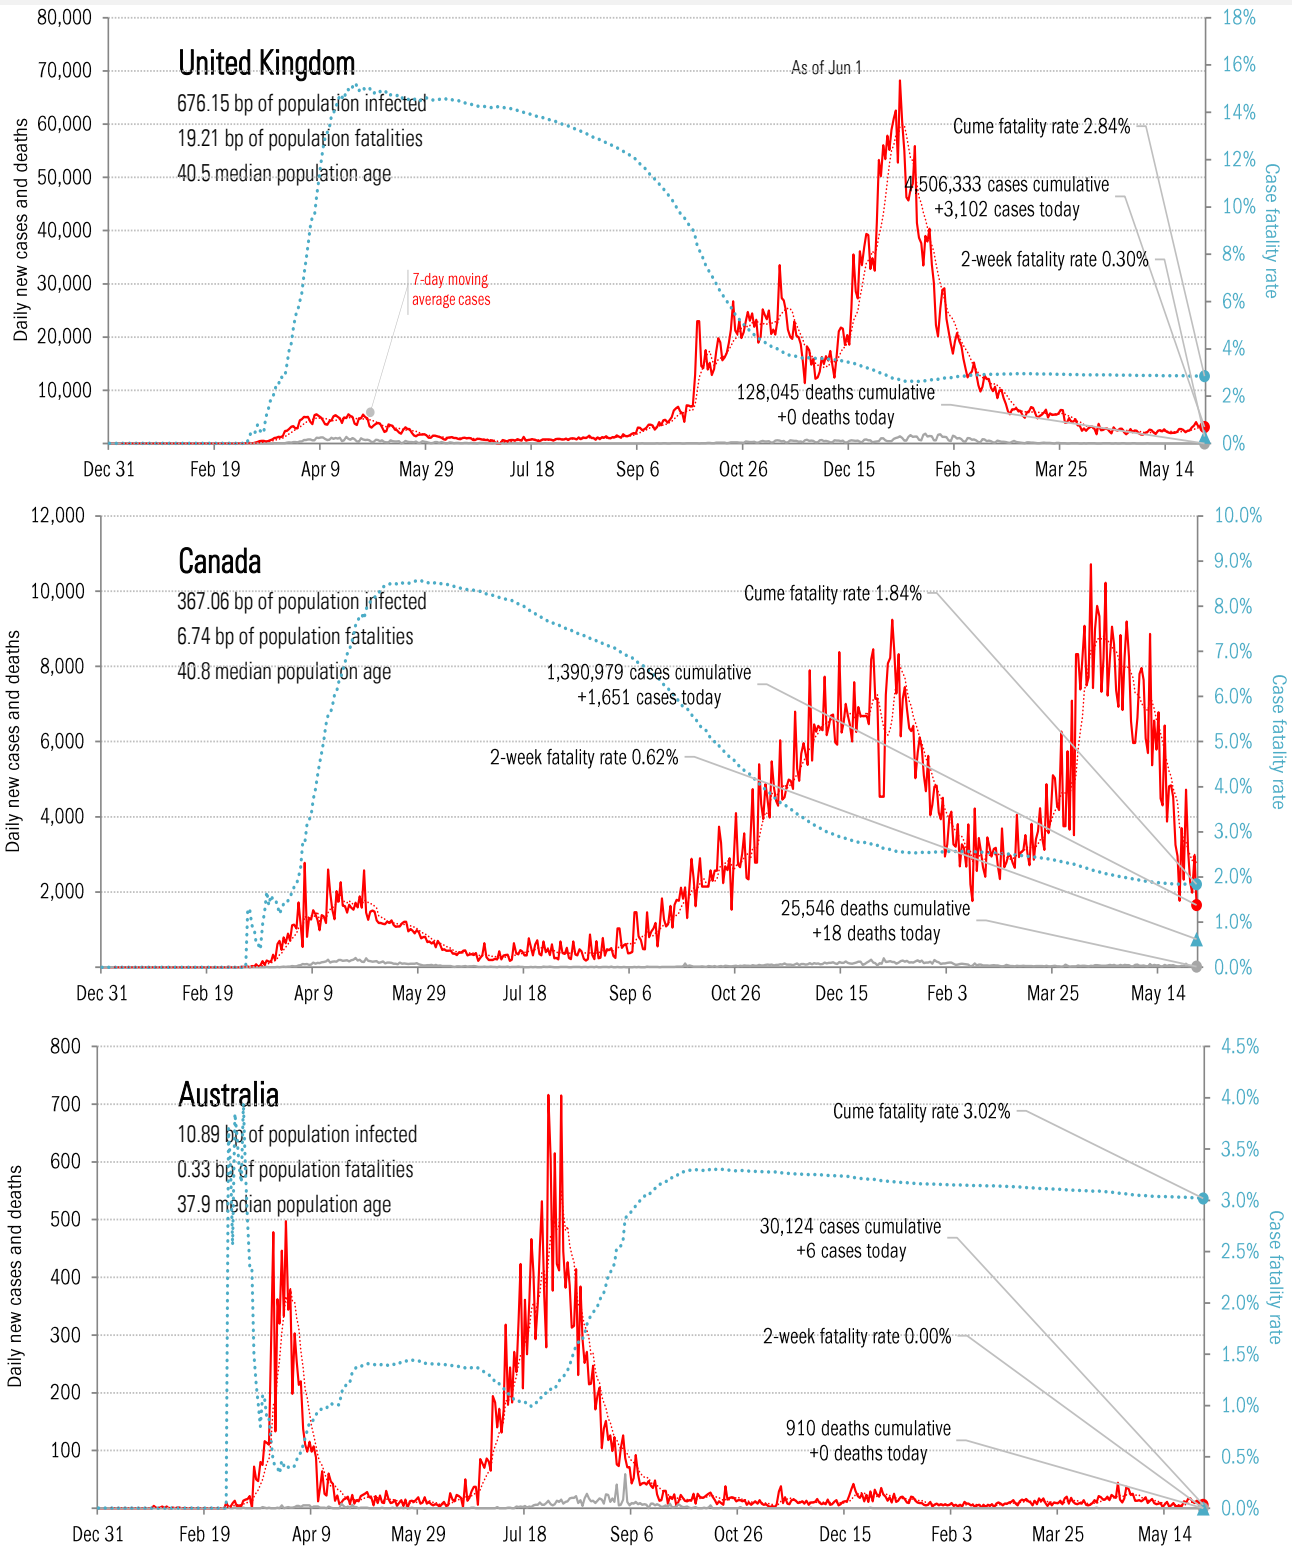 80,000
70,000
60,000
50,000
40,000
30,000
20,000
10,000
Daily new cases and deaths
United Kingdom
676.15 bp of population infected
19.21 bp of population fatalities
40.5 median population age
As of Jun 1
7-day moving
average cases
Cume fatality rate 2.84%
4,506,333 cases cumulative
+3,102 cases today
2-week fatality rate 0.30%
128,045 deaths cumulative
+0 deaths today
18%
16%
14%
12%
10%
8%
6%
4%
2%
0%
Case fatality rate
Dec 31 Feb 19 Apr 9 May 29 Jul 18 Sep 6 Oct 26 Dec 15 Feb 3 Mar 25 May 14
12,000
10,000
8,000
6,000
4,000
2,000
Daily new cases and deaths
Canada
367.06 bp of population infected
6.74 bp of population fatalities
40.8 median population age
Cume fatality rate 1.84%
1,390,979 cases cumulative
+1,651 cases today
2-week fatality rate 0.62%
25,546 deaths cumulative
+18 deaths today
10.0%
9.0%
8.0%
7.0%
6.0%
5.0%
4.0%
3.0%
2.0%
1.0%
0.0%
Case fatality rate
Dec 31 Feb 19 Apr 9 May 29 Jul 18 Sep 6 Oct 26 Dec 15 Feb 3 Mar 25 May 14
800
700
600
500
400
300
200
100
Daily new cases and deaths
Australia
10.89 bp of population infected
0.33 bp of population fatalities
37.9 median population age
Cume fatality rate 3.02%
30,124 cases cumulative
+6 cases today
2-week fatality rate 0.00%
910 deaths cumulative
+0 deaths today
4.5%
4.0%
3.5%
3.0%
2.5%
2.0%
1.5%
1.0%
0.5%
0.0%
Case fatality rate
Dec 31 Feb 19 Apr 9 May 29 Jul 18 Sep 6 Oct 26 Dec 15 Feb 3 Mar 25 May 14